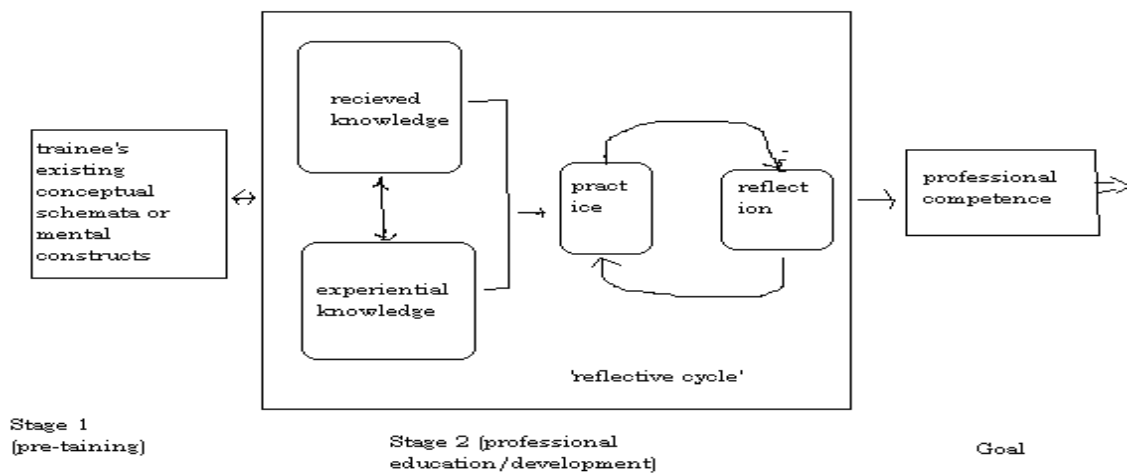 recieved
knowledge
trainee's
existing
conceptual
schemata or
mental
constructs
experiential
knowledge
pract
ice
reflect
ion
professional
competence
'reflective cycle'
Stage 1
(pre-taining)
Stage 2 (professional
education/development)
Goal